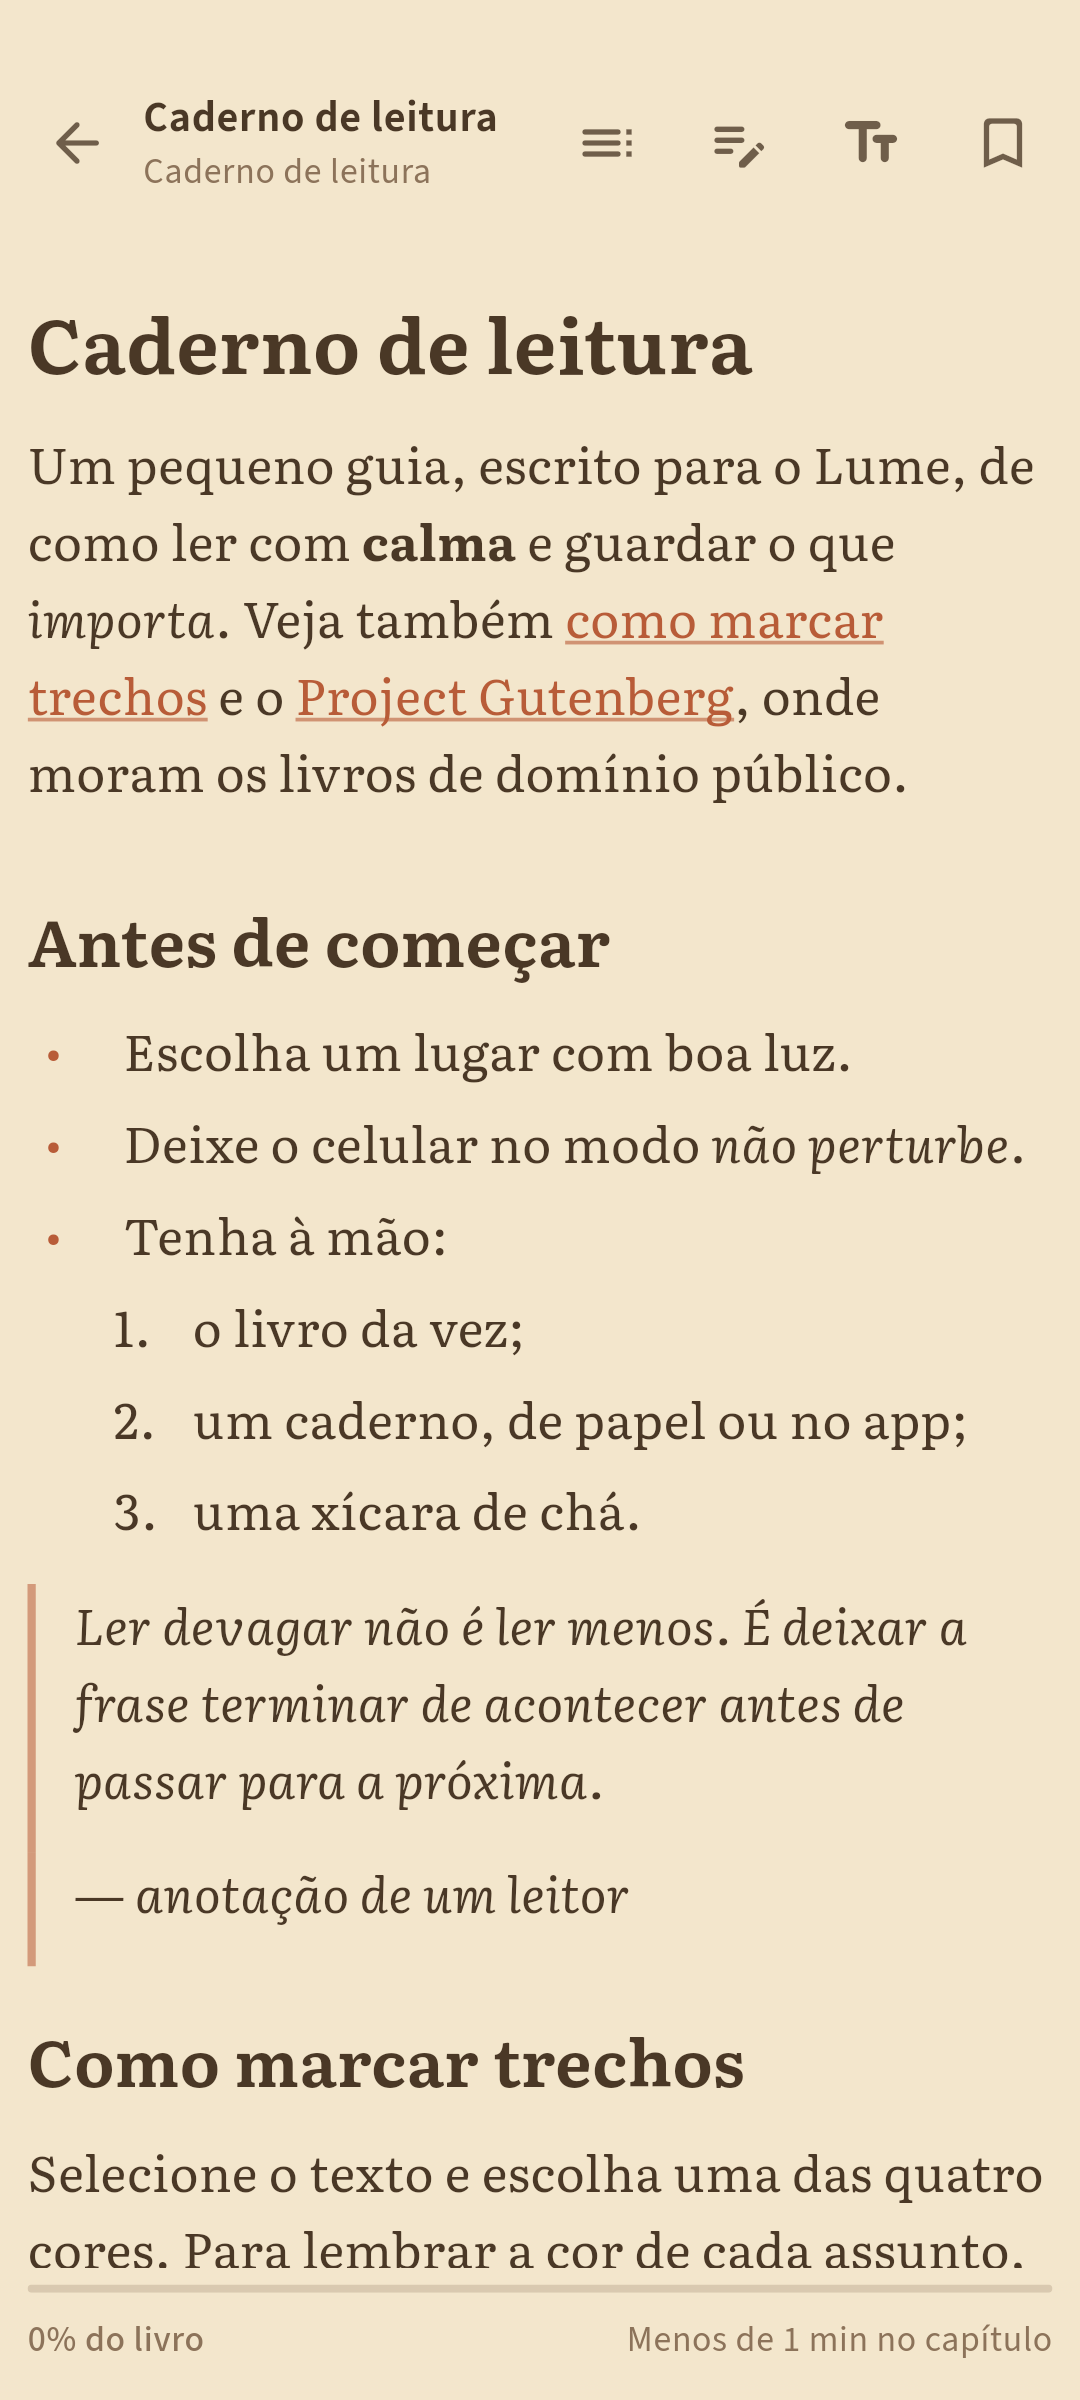 Caderno de leitura
Caderno de leitura
Caderno de leitura
Um pequeno guia, escrito para o Lume, de
como ler com calma e guardar o que
importa. Veja também como marcar
trechos e o Project Gutenberg, onde
moram os livros de domínio público.
Antes de começar
• Escolha um lugar com boa luz.
• Deixe o celular no modo não perturbe.
• Tenha à mão:
1. o livro da vez;
2. um caderno, de papel ou no app;
3. uma xícara de chá.
Ler devagar não é ler menos. É deixar a
frase terminar de acontecer antes de
passar para a próxima.
— anotação de um leitor
Como marcar trechos
Selecione o texto e escolha uma das quatro
cores. Para lembrar a cor de cada assunto,
0% do livro
Menos de 1 min no capítulo